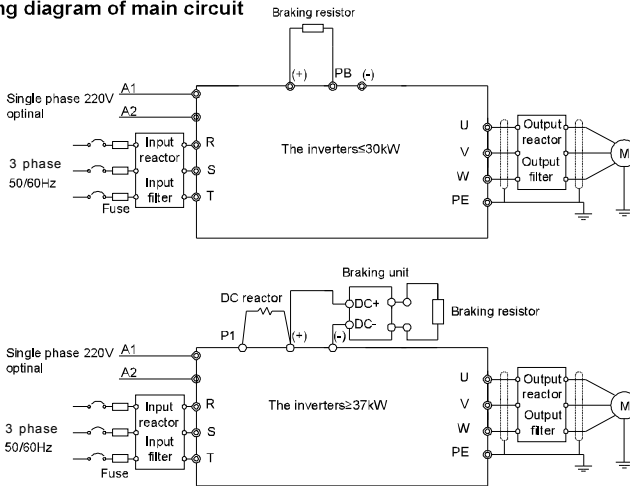 ng diagram of main circuit
Braking resistor
(+) PB (-)
Single phase 220V
optinal
A1
A2
3 phase
50/60Hz
Fuse
Input
reactor
Input
filter
R
S
T
The inverters≤30kW
U
V
W
PE
Output
reactor
Output
filter
M
Braking unit
DC reactor
DC+
DC-
Braking resistor
P1 (+) (-)
Single phase 220V
optinal
A1
A2
3 phase
50/60Hz
Fuse
Input
reactor
Input
filter
R
S
T
The inverters≥37kW
U
V
W
PE
Output
reactor
Output
filter
M